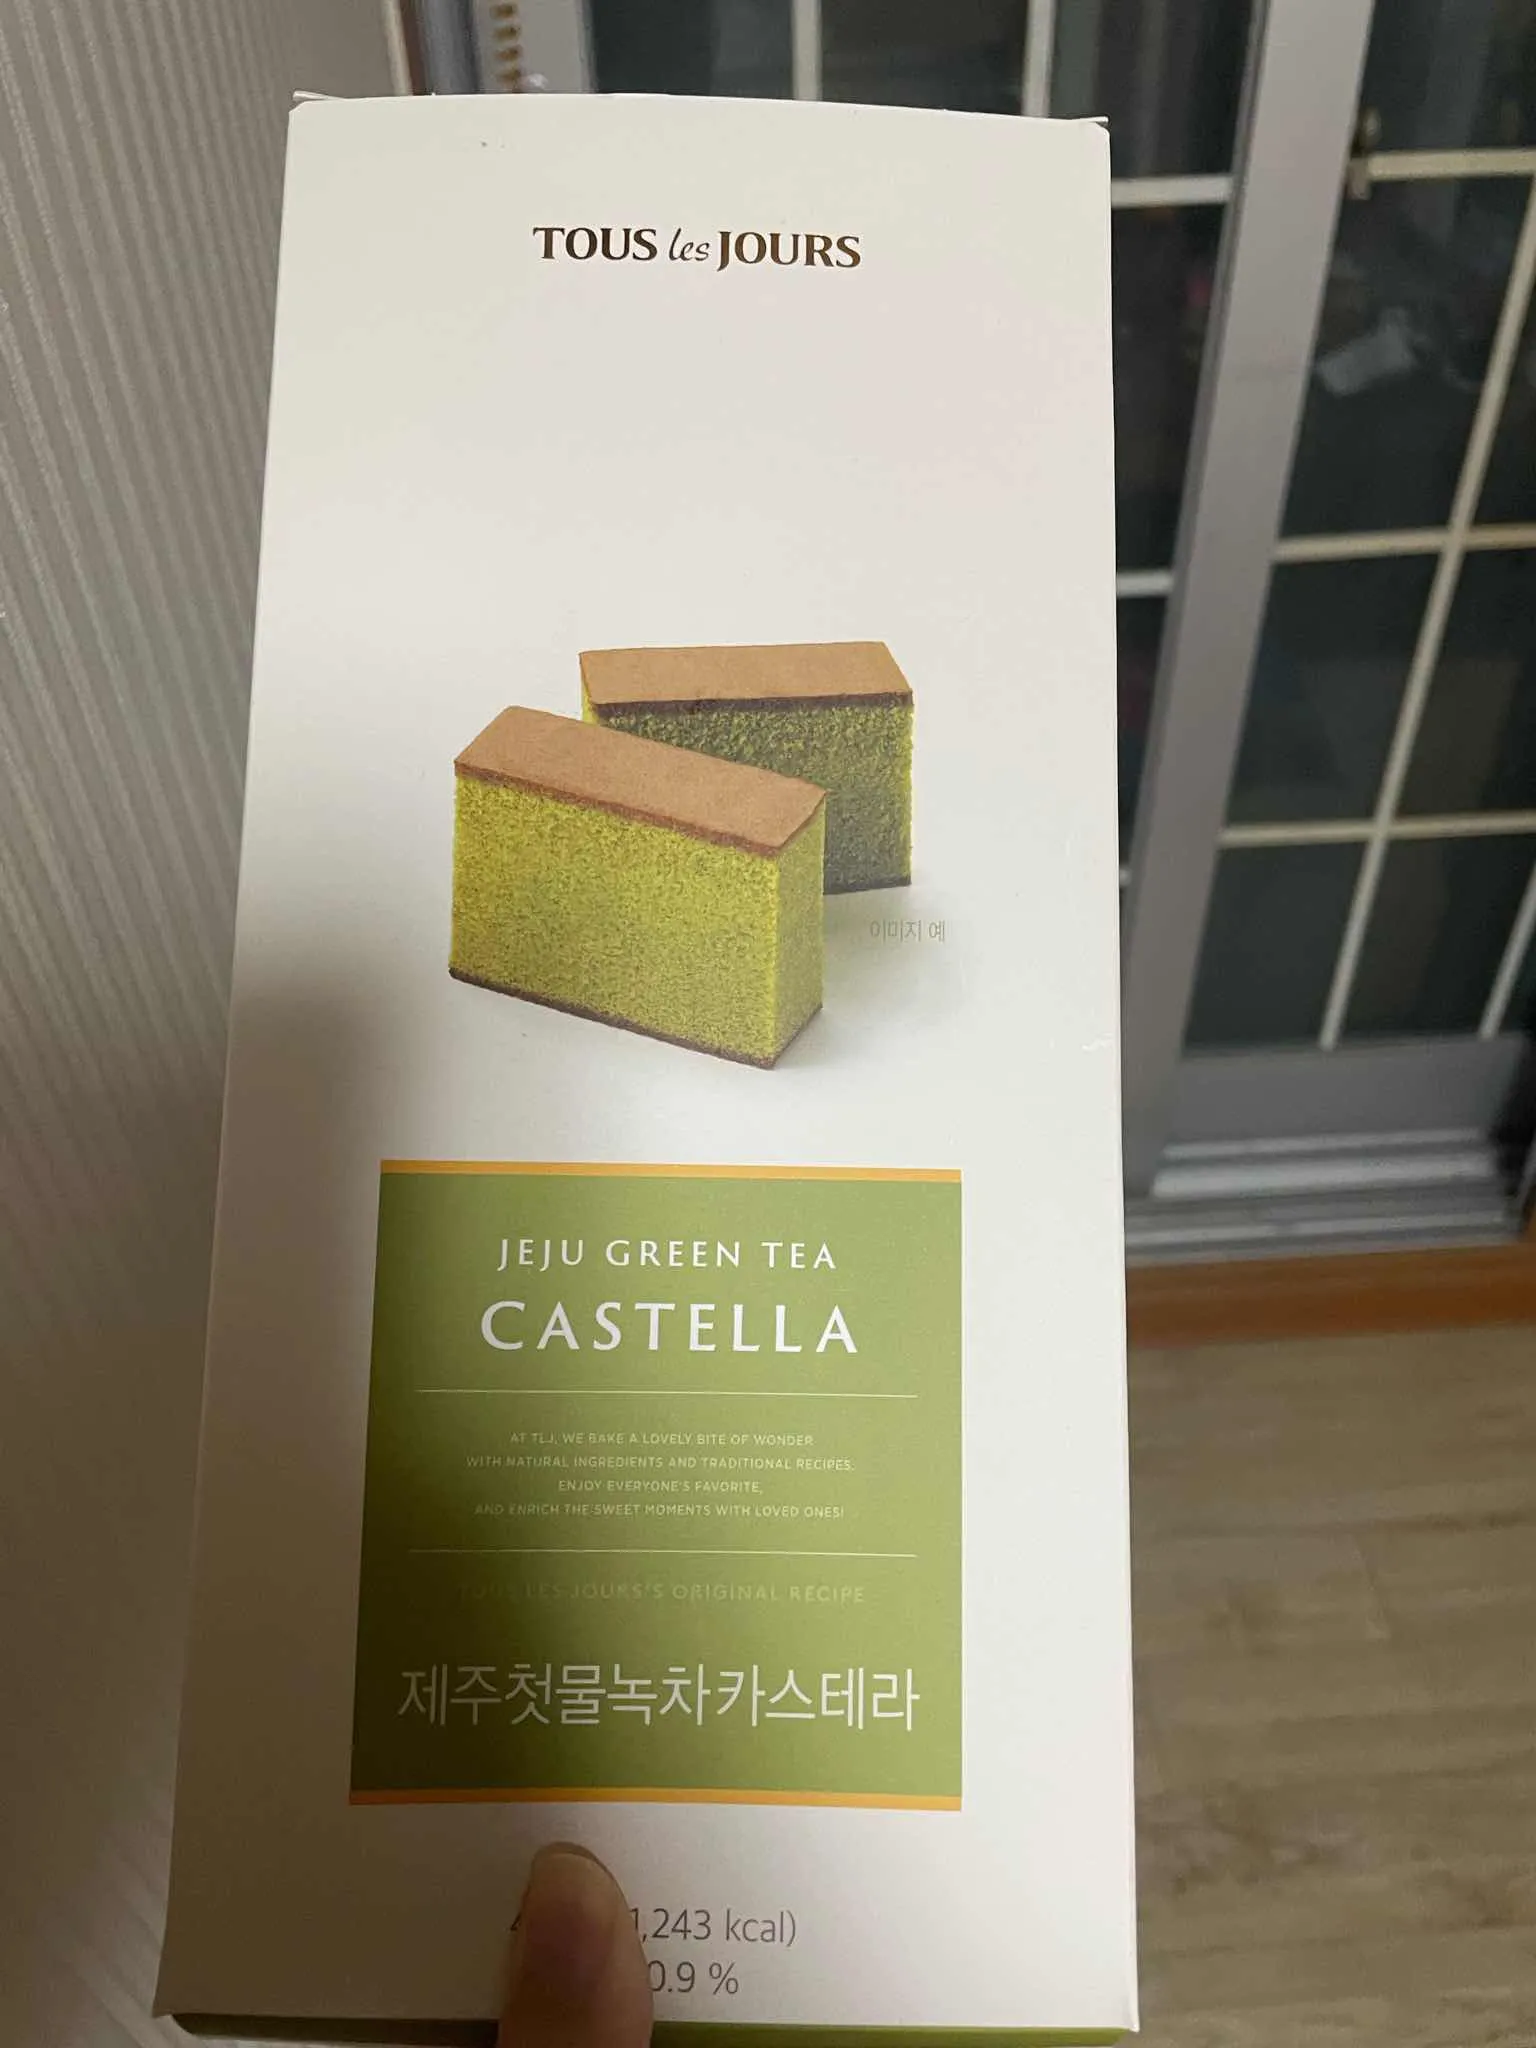 TOUS les JOURS
이미지 예
JEJU GREEN TEA
CASTELLA
AT TLJ, WE BAKE A LOVELY BITE OF WONDER
WITH NATURAL INGREDIENTS AND TRADITIONAL RECIPES.
ENJOY EVERYONE'S FAVORITE,
AND ENRICH THE SWEET MOMENTS WITH LOVED ONES!
TOUS LES JOURS'S ORIGINAL RECIPE
제주첫물녹차카스테라
1,243 kcal)
0.9 %